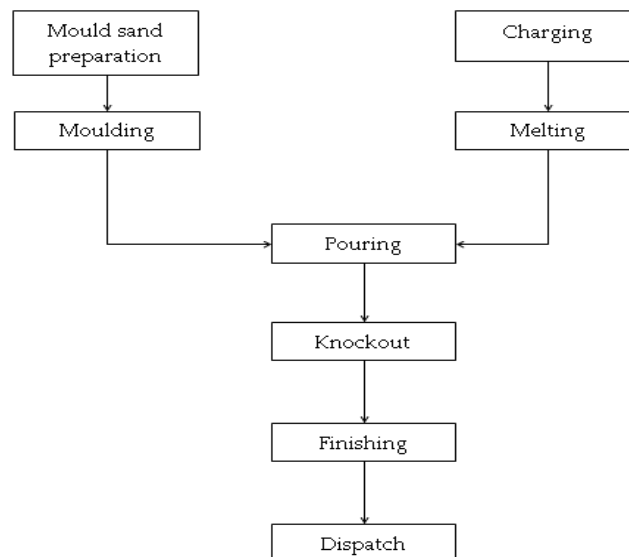 Mould sand
preparation
Charging
Moulding
Melting
Pouring
Knockout
Finishing
Dispatch